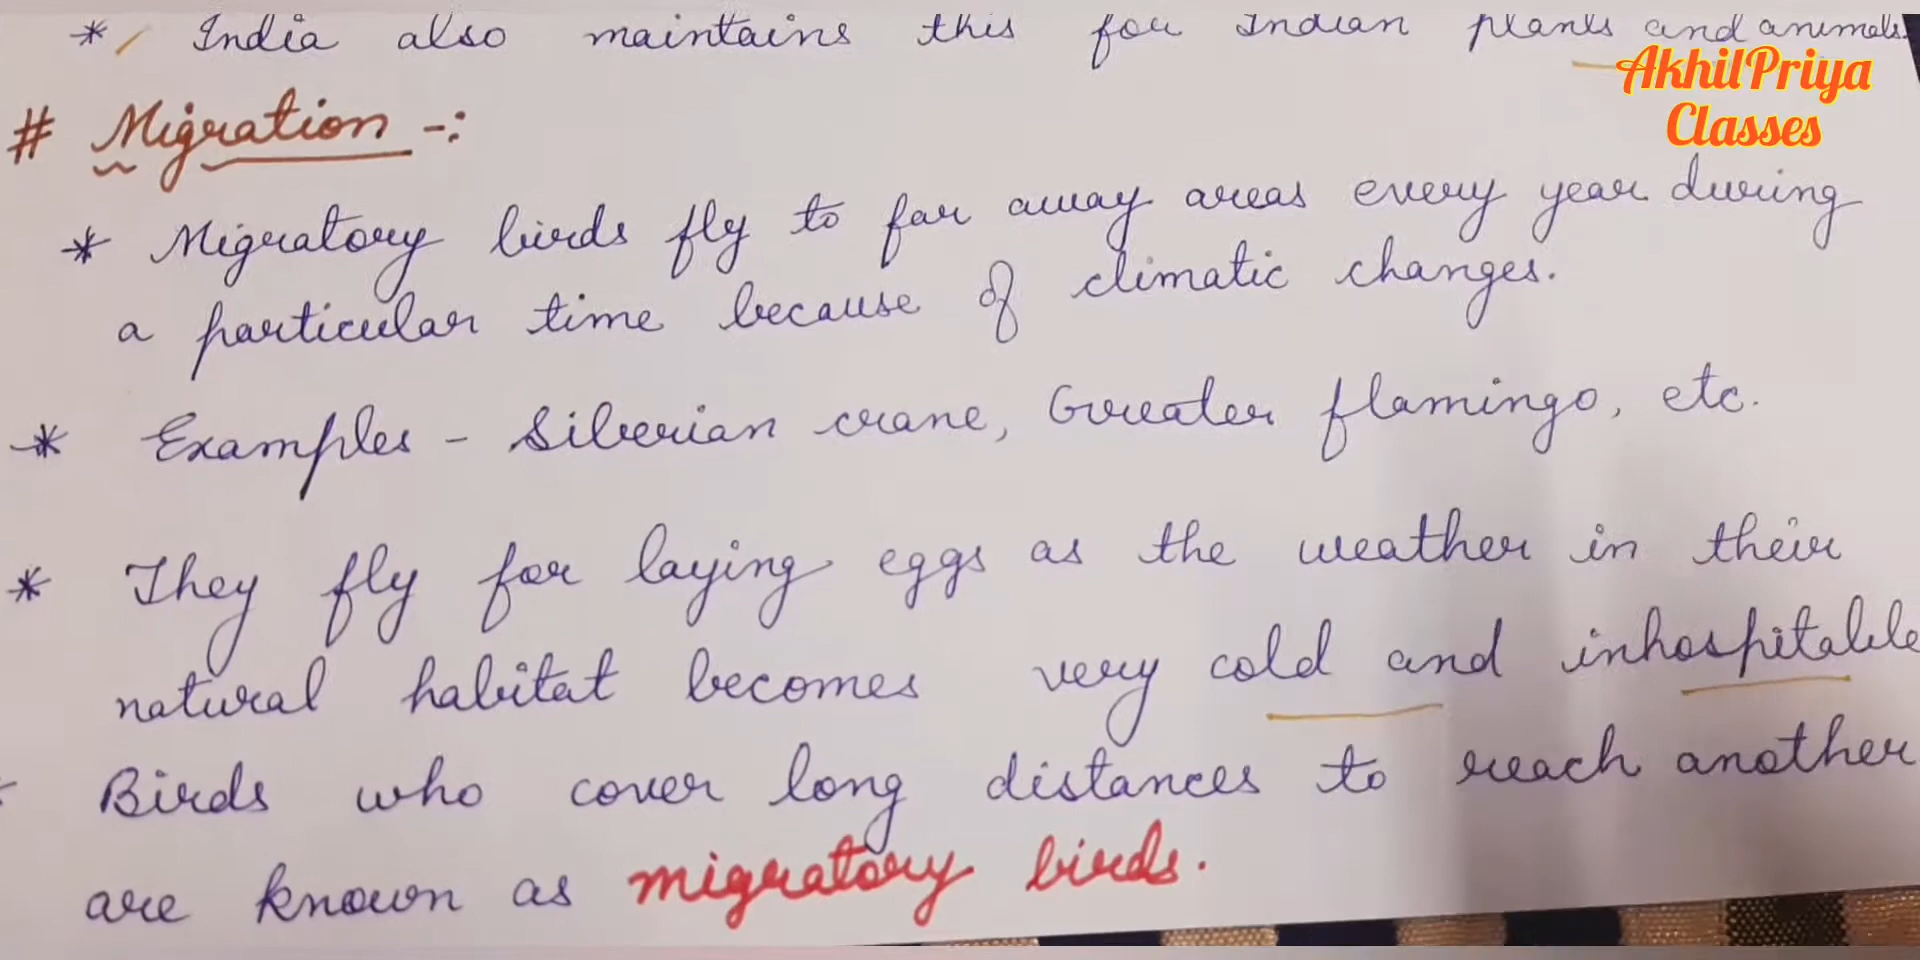 * India also maintains this for Indian plants and animals.
AkhilPriya
Classes
# Migration -:
* Migratory birds fly to far away areas every year during
a particular time because of climatic changes.
* Examples - Siberian crane, Greater flamingo, etc.
* They fly for laying eggs as the weather in their
natural habitat becomes very cold and inhospitable
* Birds who cover long distances to reach another
are known as migratory birds.